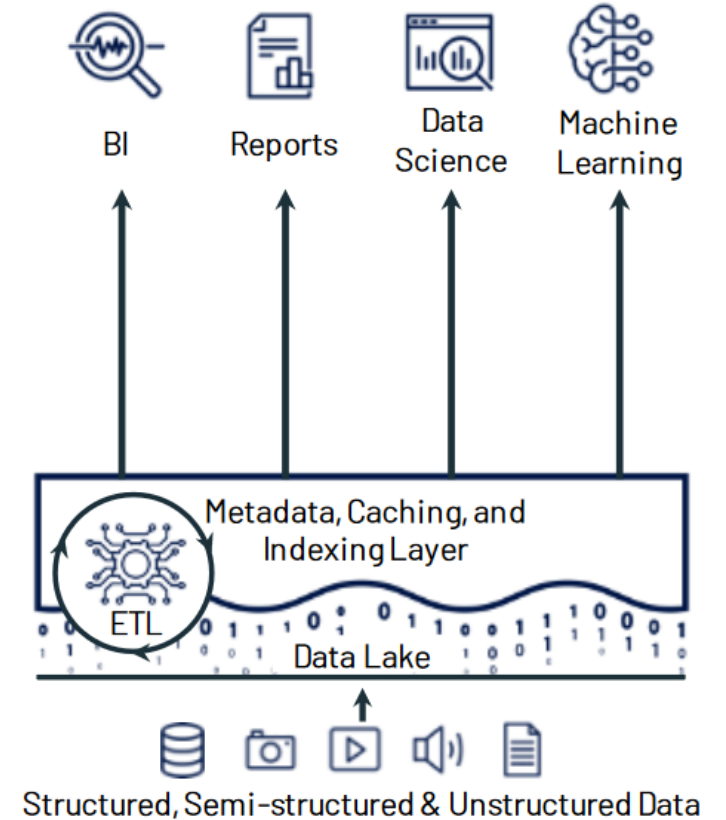 BI
Reports
Data
Science
Machine
Learning
Metadata, Caching, and
Indexing Layer
ETL
Data Lake
Structured, Semi-structured & Unstructured Data